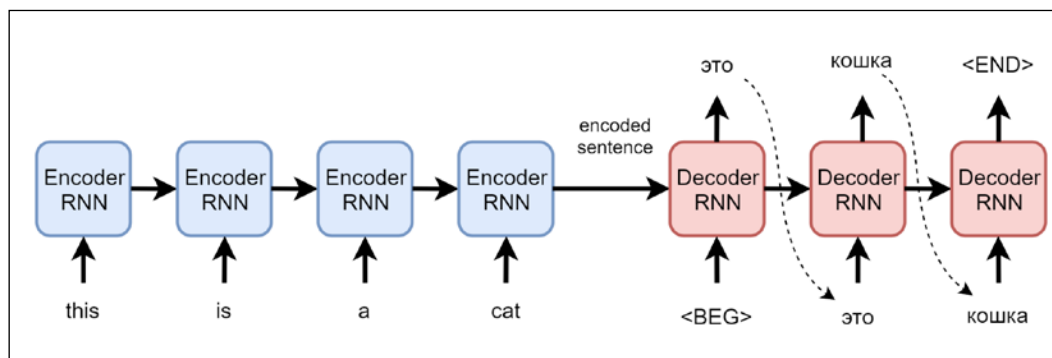 это
кошка
<END>
encoded
sentence
Encoder
RNN
Encoder
RNN
Encoder
RNN
Encoder
RNN
Decoder
RNN
Decoder
RNN
Decoder
RNN
this
is
a
cat
<BEG>
это
кошка